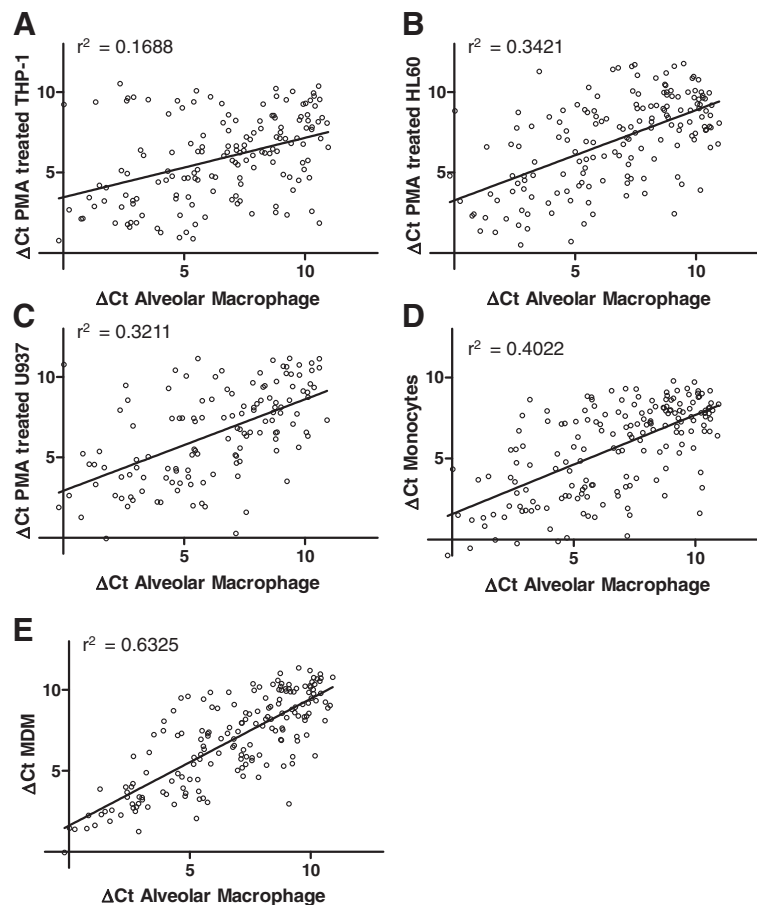 A
r² = 0.1688
ΔCt PMA treated THP-1
10
5
5 10
ΔCt Alveolar Macrophage
B
r² = 0.3421
ΔCt PMA treated HL60
10
5
5 10
ΔCt Alveolar Macrophage
C
r² = 0.3211
ΔCt PMA treated U937
10
5
5 10
ΔCt Alveolar Macrophage
D
r² = 0.4022
ΔCt Monocytes
10
5
5 10
ΔCt Alveolar Macrophage
E
r² = 0.6325
ΔCt MDM
10
5
5 10
ΔCt Alveolar Macrophage